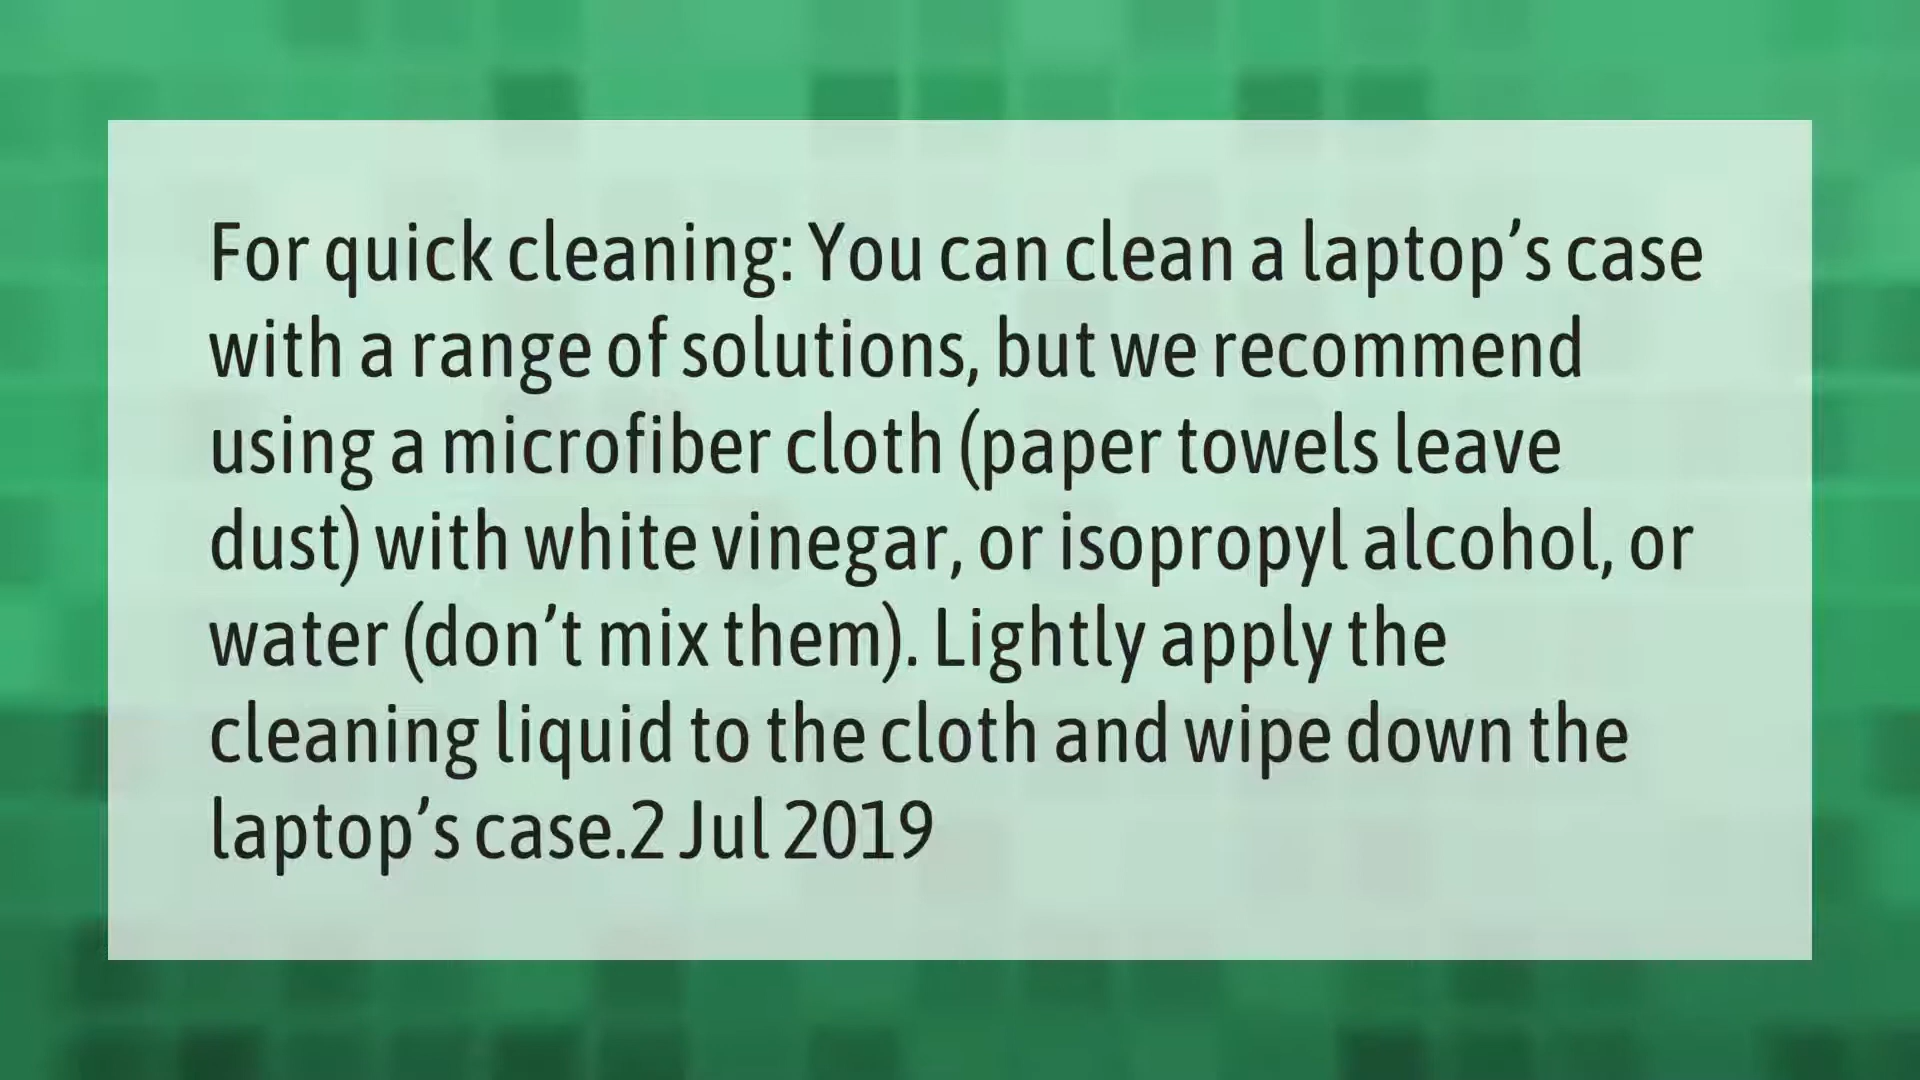 For quick cleaning: You can clean a laptop’s case
with a range of solutions, but we recommend
using a microfiber cloth (paper towels leave
dust) with white vinegar, or isopropyl alcohol, or
water (don’t mix them). Lightly apply the
cleaning liquid to the cloth and wipe down the
laptop’s case.2 Jul 2019